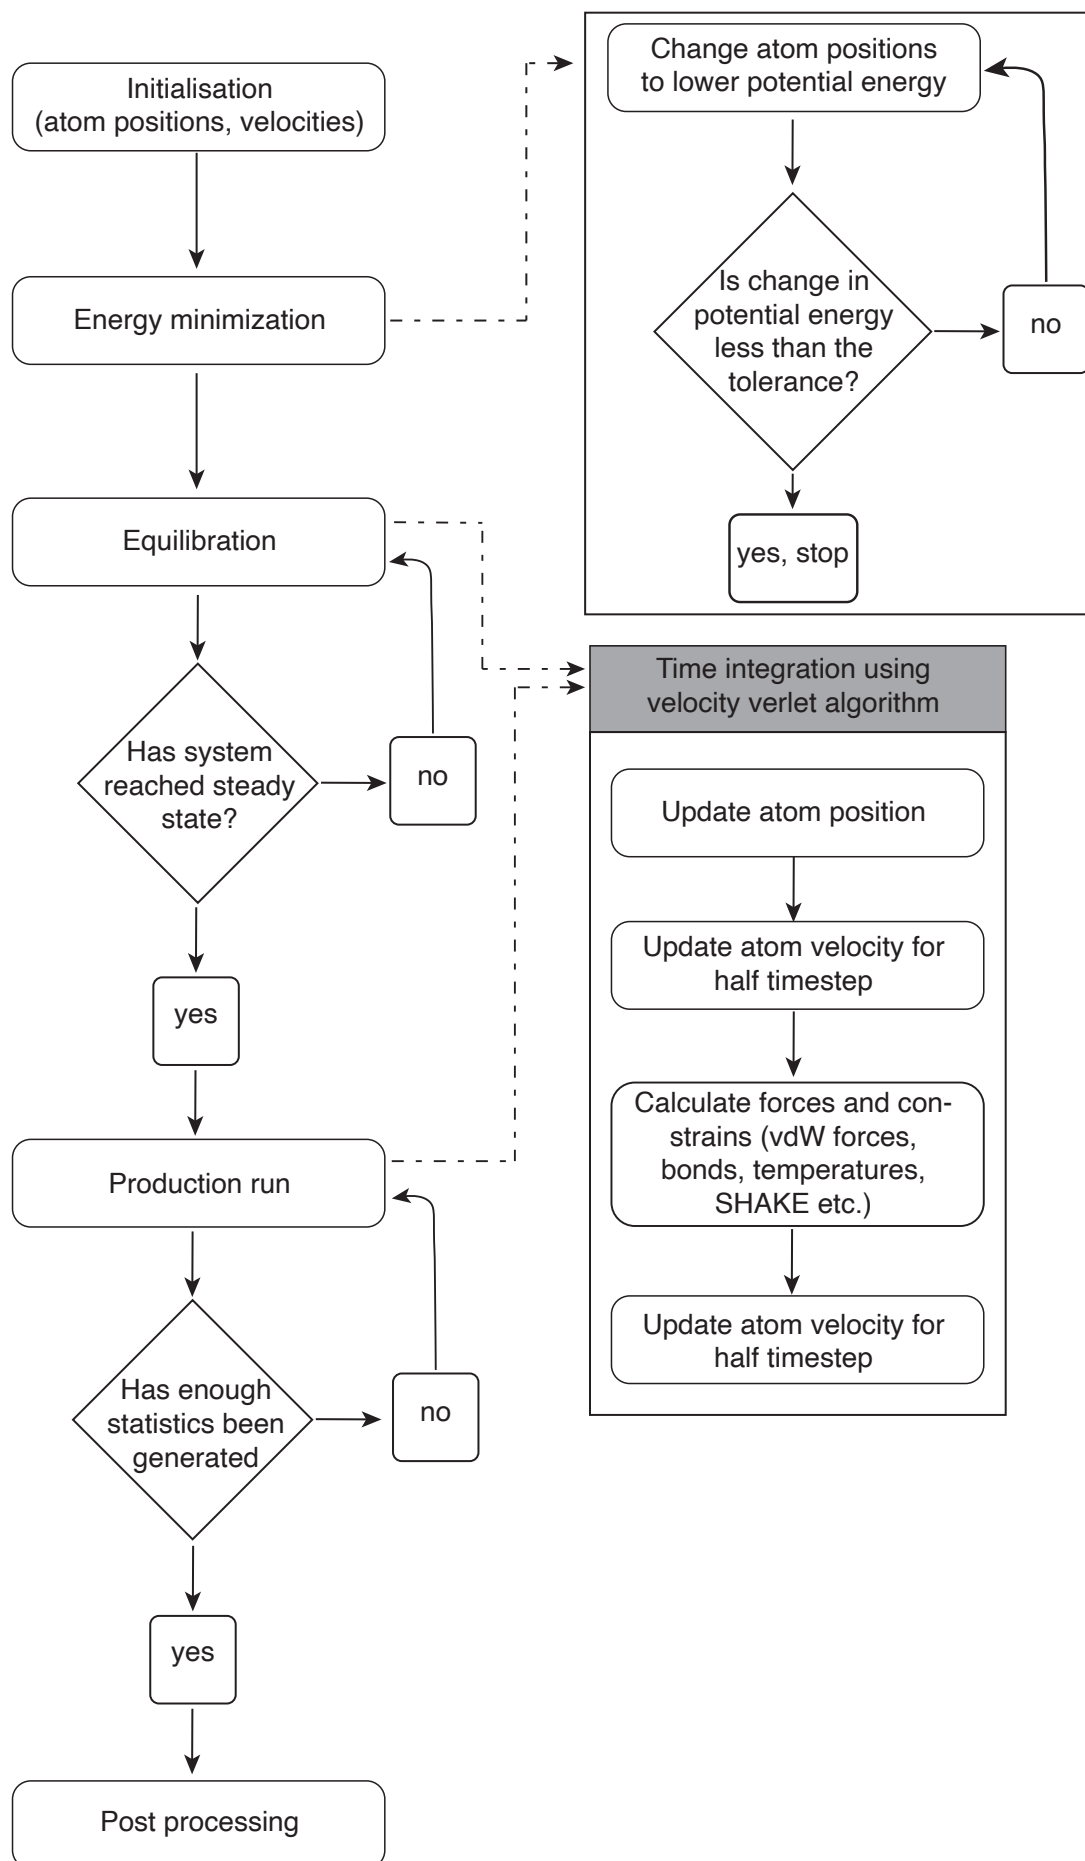 Initialisation
(atom positions, velocities)
Energy minimization
Equilibration
Has system
reached steady
state?
no
yes
Production run
Has enough
statistics been
generated
no
yes
Post processing
Change atom positions
to lower potential energy
Is change in
potential energy
less than the
tolerance?
no
yes, stop
Time integration using
velocity verlet algorithm
Update atom position
Update atom velocity for
half timestep
Calculate forces and con-
strains (vdW forces,
bonds, temperatures,
SHAKE etc.)
Update atom velocity for
half timestep